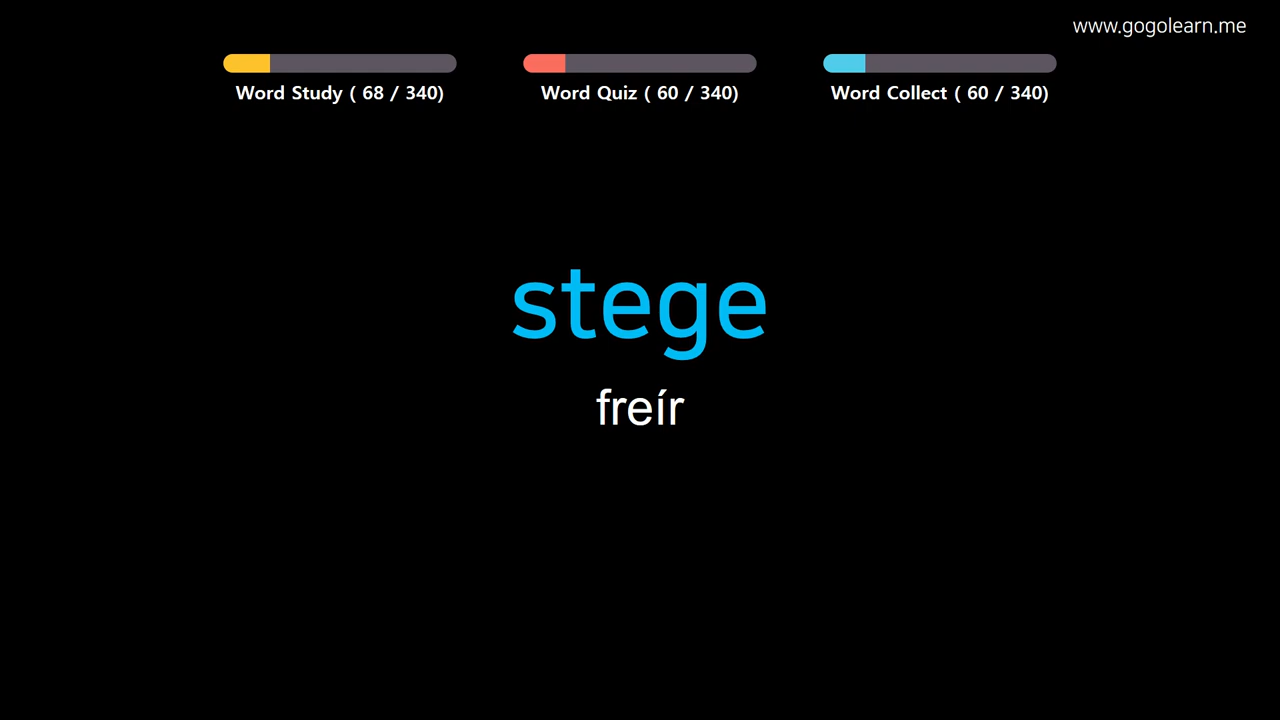 www.gogolearn.me
Word Study ( 68 / 340)
Word Quiz ( 60 / 340)
Word Collect ( 60 / 340)
stege
freír